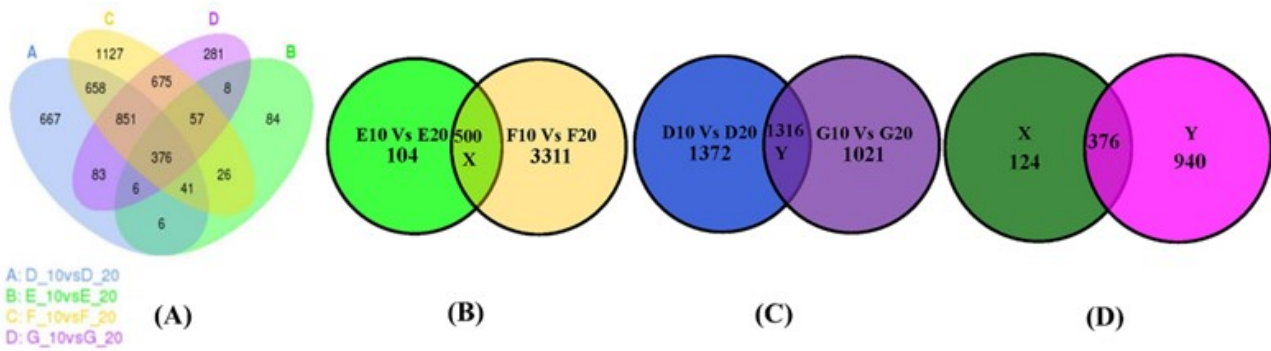 C
D
A
B
1127
281
658
675
8
667
851
57
84
376
83
6
41
26
6
A: D_10vsD_20
B: E_10vsE_20
C: F_10vsF_20
D: G_10vsG_20
(A)
E10 Vs E20
104
500
X
F10 Vs F20
3311
(B)
D10 Vs D20
1372
1316
Y
G10 Vs G20
1021
(C)
X
124
376
Y
940
(D)